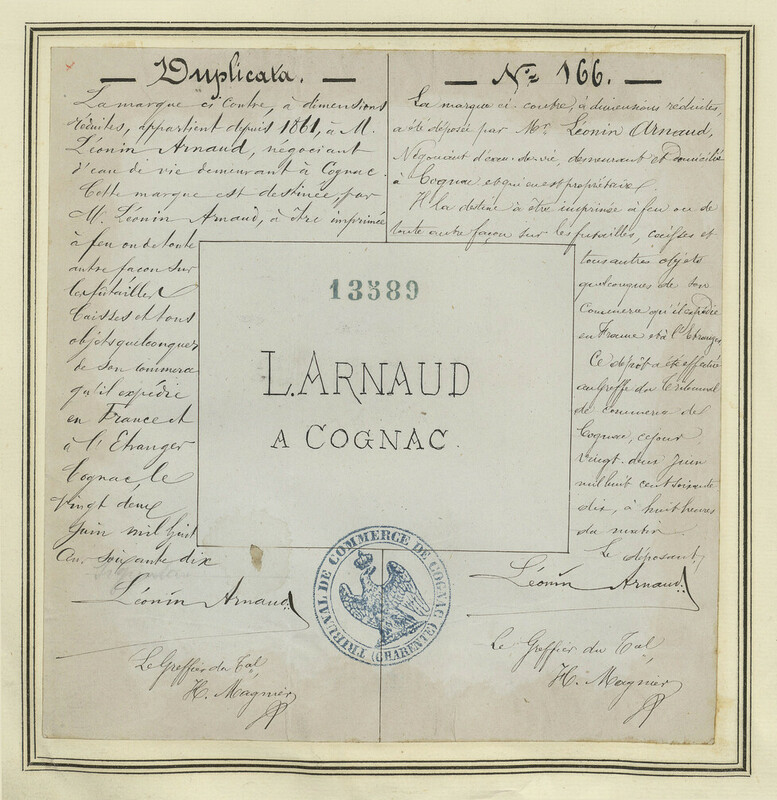 Duplicata.
La marque ci Contre, à dimensions
réduites, appartient depuis 1861, à M.
Léonin Arnaud, négociant
d'eau de vie demeurant à Cognac.
Cette marque est destinée, par
M. Léonin Arnaud, à être imprimée
à feu ou de toute
autre façon sur
les futailles
Caisses et tous
objets quelconques
de son commerce
qu'il expédie
en France et
à l'Etranger
Cognac, le
Vingt deux
Juin mil huit
Cent soixante dix
Léonin Arnaud
Le Greffier du Tal,
H. Magnier
Nº 166.
La marque ci-contre, à dimensions réduites,
a été déposée par Mr Léonin Arnaud,
Négociant d'eau-de-vie, demeurant et domicilié
à Cognac et qui en est propriétaire.
Il la destine à être imprimée à feu ou de
toute autre façon sur les futailles, caisses et
tous autres objets
quelconques de son
Commerce qu'il expédie
en France et à l'Etranger
Ce dépôt a été effectué
au greffe du Tribunal
de commerce de
Cognac, ce jour
vingt-deux Juin
mil huit cent soixante
dix, à huit heures
du matin.
Le déposant,
Léonin Arnaud
Le Greffier du Tal,
H. Magnier
13589
L. ARNAUD
A COGNAC
TRIBUNAL DE COMMERCE DE COGNAC
(CHARENTE)